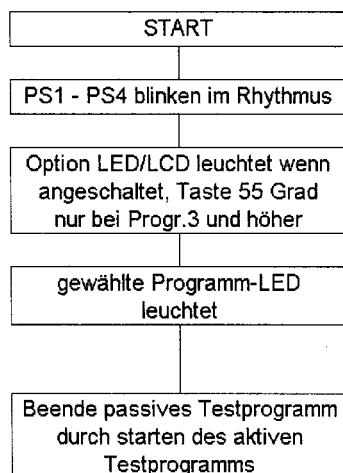 START
PS1 - PS4 blinken im Rhythmus
Option LED/LCD leuchtet wenn
angeschaltet, Taste 55 Grad
nur bei Progr.3 und höher
gewählte Programm-LED
leuchtet
Beende passives Testprogramm
durch starten des aktiven
Testprogramms